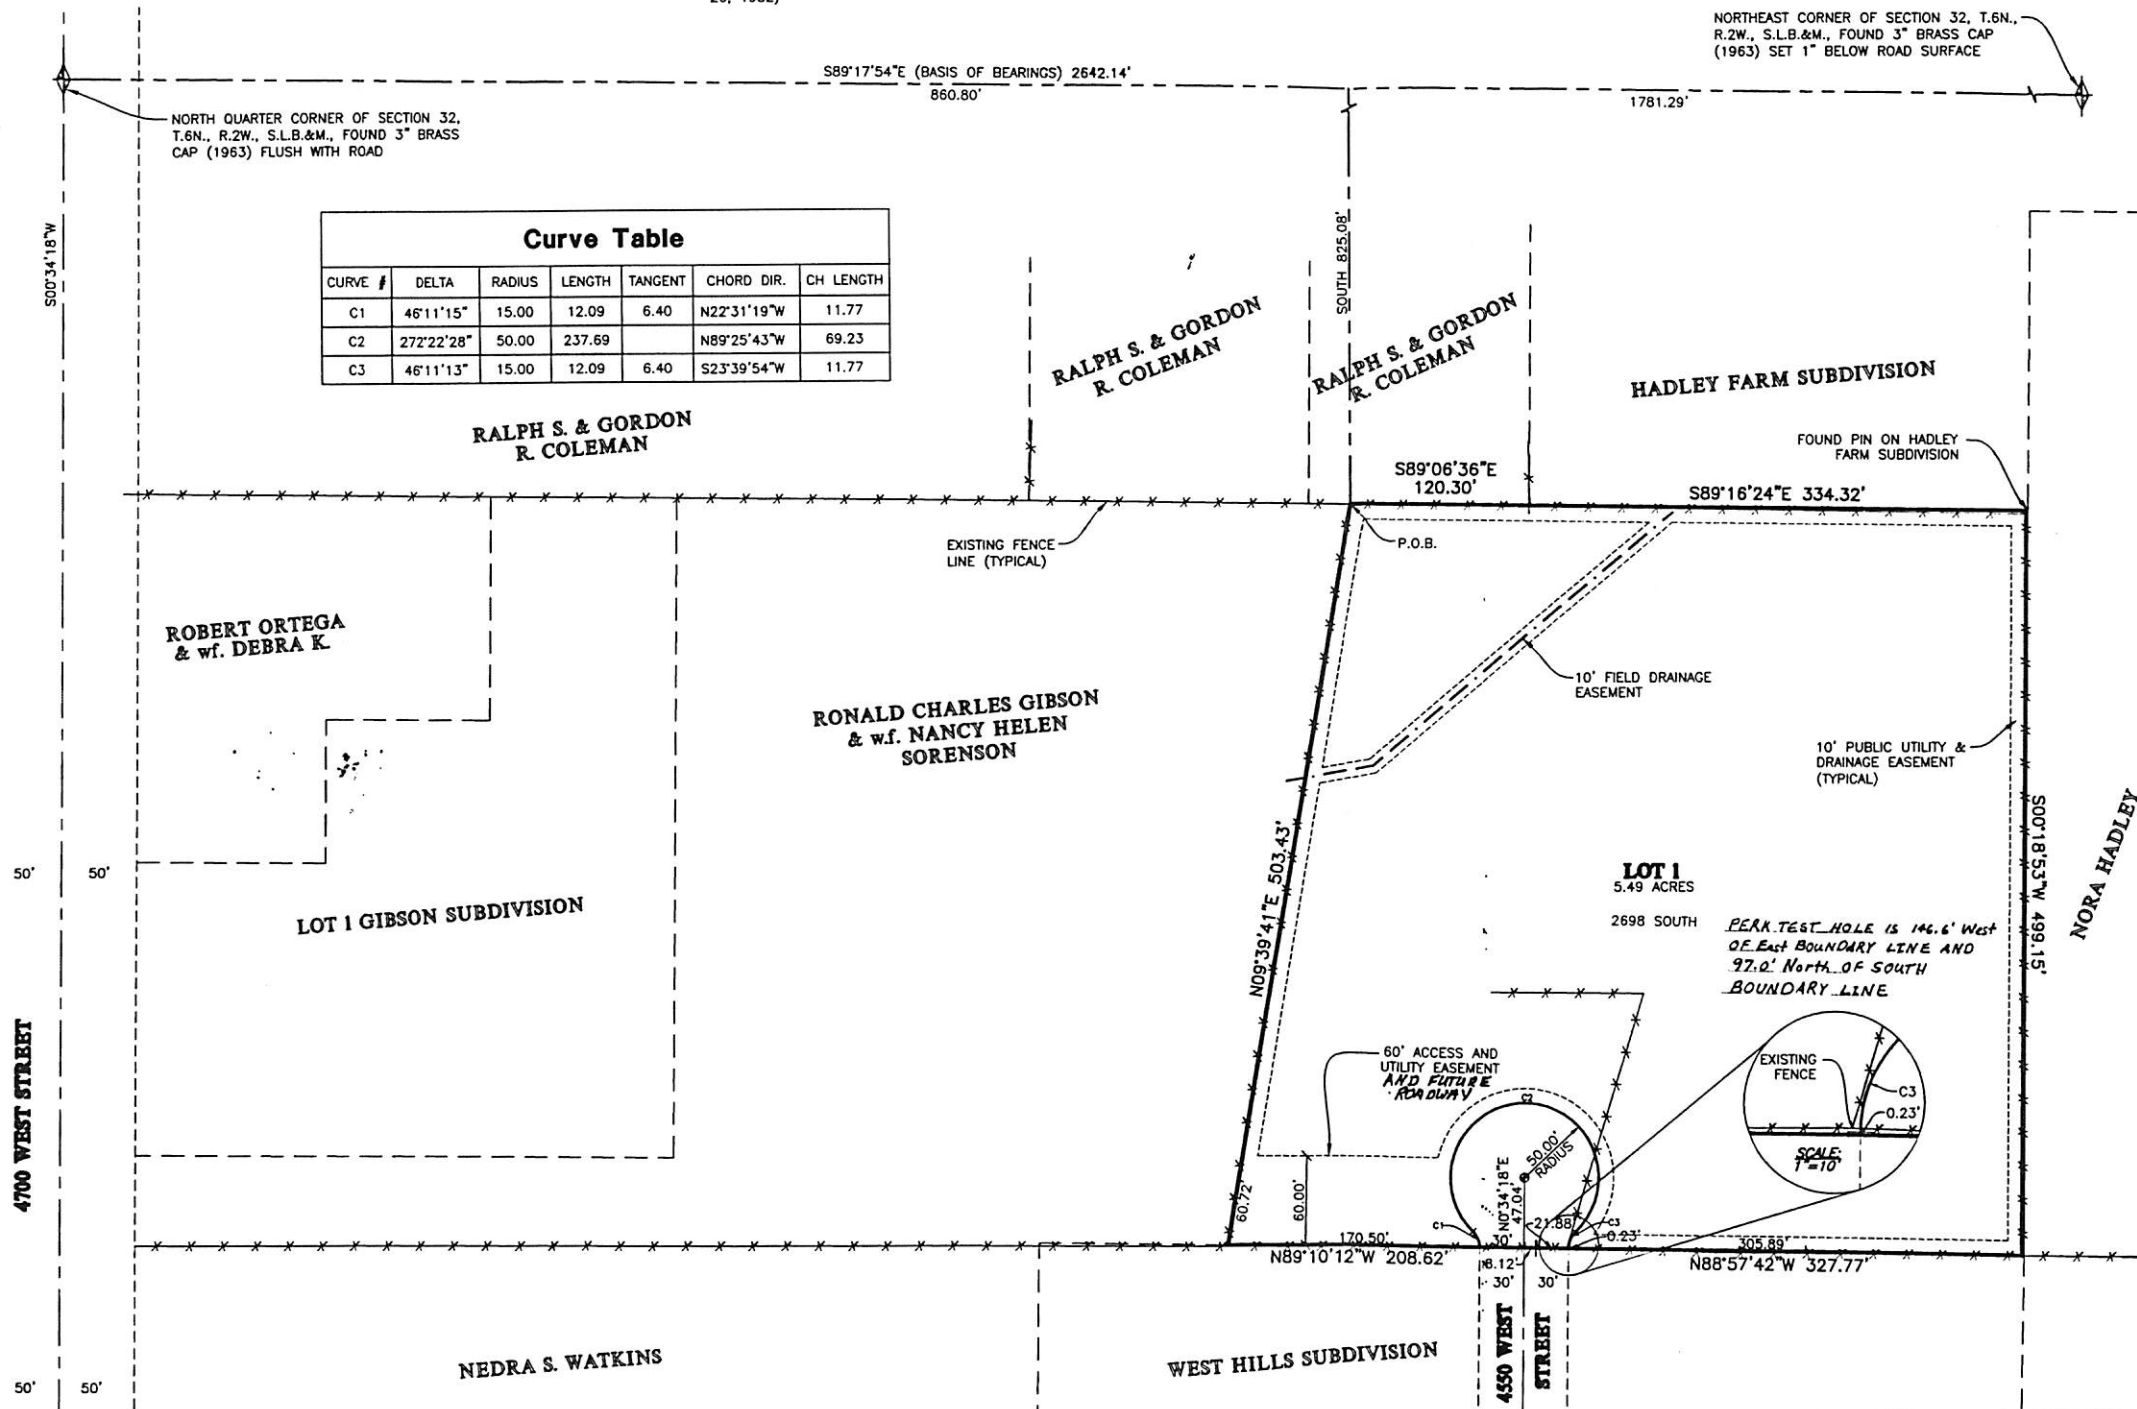 NORTHEAST CORNER OF SECTION 32, T.6N.,
R.2W., S.L.B.&M., FOUND 3" BRASS CAP
(1963) SET 1" BELOW ROAD SURFACE
S89°17'54"E (BASIS OF BEARINGS) 2642.14'
860.80'
1781.29'
NORTH QUARTER CORNER OF SECTION 32,
T.6N., R.2W., S.L.B.&M., FOUND 3" BRASS
CAP (1963) FLUSH WITH ROAD
S00°34'18"W
SOUTH 825.08'
Curve Table
CURVE # DELTA RADIUS LENGTH TANGENT CHORD DIR. CH LENGTH
C1 46°11'15" 15.00 12.09 6.40 N22°31'19"W 11.77
C2 272°22'28" 50.00 237.69 N89°25'43"W 69.23
C3 46°11'13" 15.00 12.09 6.40 S23°39'54"W 11.77
RALPH S. & GORDON
R. COLEMAN
RALPH S. & GORDON
R. COLEMAN
RALPH S. & GORDON
R. COLEMAN
HADLEY FARM SUBDIVISION
FOUND PIN ON HADLEY
FARM SUBDIVISION
S89°06'36"E
120.30'
S89°16'24"E 334.32'
EXISTING FENCE
LINE (TYPICAL)
P.O.B.
ROBERT ORTEGA
& wf. DEBRA K.
RONALD CHARLES GIBSON
& w.f. NANCY HELEN
SORENSON
10' FIELD DRAINAGE
EASEMENT
10' PUBLIC UTILITY &
DRAINAGE EASEMENT
(TYPICAL)
N09°39'41"E 503.43'
S00°18'53"W 499.15'
NORA HADLEY
50'
50'
LOT 1 GIBSON SUBDIVISION
LOT 1
5.49 ACRES
2698 SOUTH
PERK TEST HOLE IS 146.6' West
OF East BOUNDARY LINE AND
97.0' North OF SOUTH
BOUNDARY LINE
4700 WEST STREET
60' ACCESS AND
UTILITY EASEMENT
AND FUTURE
ROADWAY
EXISTING
FENCE
C3
0.23'
SCALE:
1"=10'
C2
50.00'
RADIUS
N0°34'18"E
47.04'
60.72'
60.00'
C1
21.88'
C3
0.23'
170.50'
30'
305.89'
N89°10'12"W 208.62'
N88°57'42"W 327.77'
8.12'
30'
30'
4550 WEST
STREET
NEDRA S. WATKINS
WEST HILLS SUBDIVISION
50'
50'